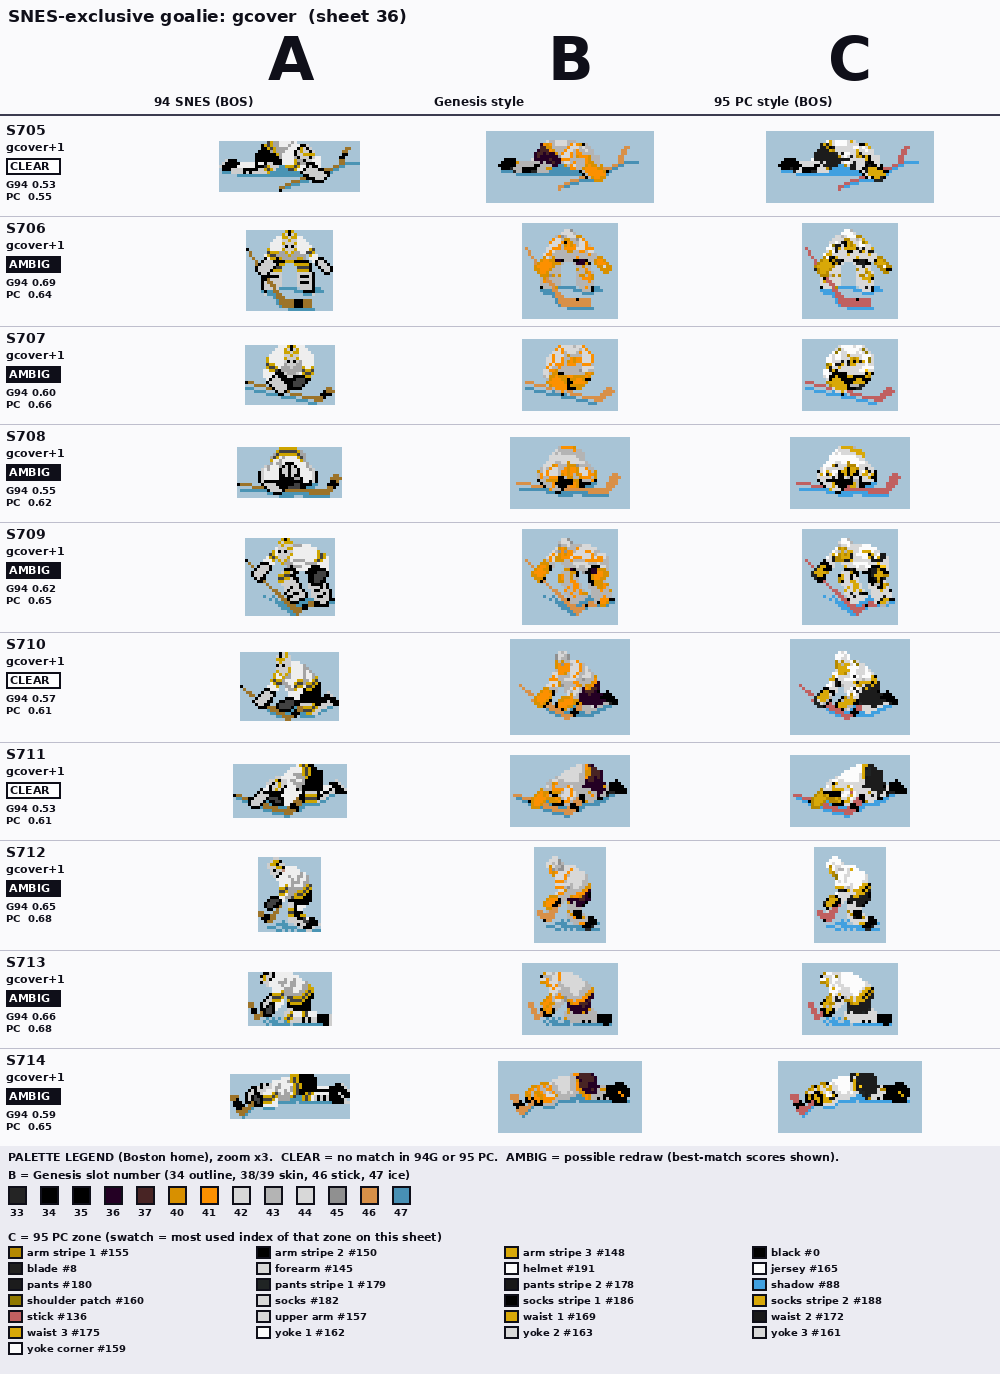 SNES-exclusive goalie: gcover (sheet 36)
A B C
94 SNES (BOS) Genesis style 95 PC style (BOS)
S705
gcover+1
CLEAR
G94 0.53
PC 0.55
S706
gcover+1
AMBIG
G94 0.69
PC 0.64
S707
gcover+1
AMBIG
G94 0.60
PC 0.66
S708
gcover+1
AMBIG
G94 0.55
PC 0.62
S709
gcover+1
AMBIG
G94 0.62
PC 0.65
S710
gcover+1
CLEAR
G94 0.57
PC 0.61
S711
gcover+1
CLEAR
G94 0.53
PC 0.61
S712
gcover+1
AMBIG
G94 0.65
PC 0.68
S713
gcover+1
AMBIG
G94 0.66
PC 0.68
S714
gcover+1
AMBIG
G94 0.59
PC 0.65
PALETTE LEGEND (Boston home), zoom x3. CLEAR = no match in 94G or 95 PC. AMBIG = possible redraw (best-match scores shown).
B = Genesis slot number (34 outline, 38/39 skin, 46 stick, 47 ice)
33 34 35 36 37 40 41 42 43 44 45 46 47
C = 95 PC zone (swatch = most used index of that zone on this sheet)
arm stripe 1 #155 arm stripe 2 #150 arm stripe 3 #148 black #0
blade #8 forearm #145 helmet #191 jersey #165
pants #180 pants stripe 1 #179 pants stripe 2 #178 shadow #88
shoulder patch #160 socks #182 socks stripe 1 #186 socks stripe 2 #188
stick #136 upper arm #157 waist 1 #169 waist 2 #172
waist 3 #175 yoke 1 #162 yoke 2 #163 yoke 3 #161
yoke corner #159